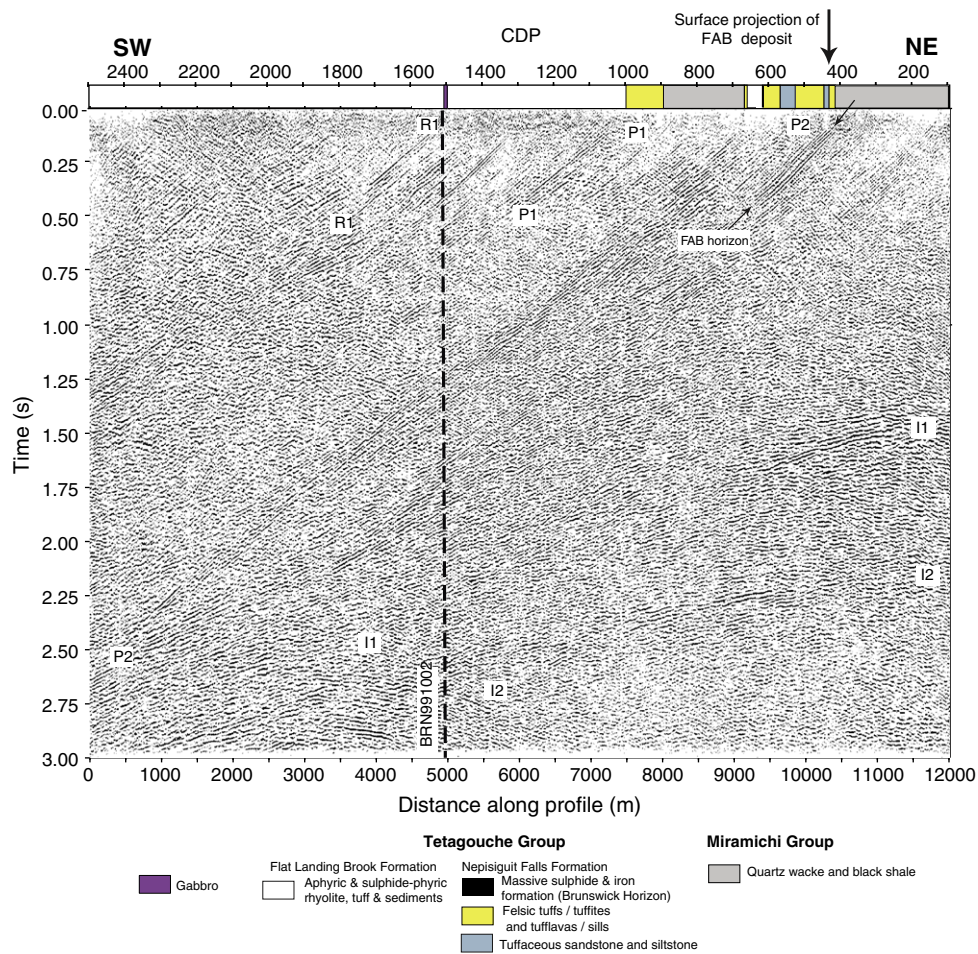 Surface projection of
FAB deposit
SW
CDP
NE
2400 2200 2000 1800 1600 1400 1200 1000 800 600 400 200
0.00
R1
P1
P2
0.25
0.50
R1
P1
FAB horizon
0.75
1.00
1.25
1.50
I1
Time (s)
1.75
2.00
2.25
I2
2.50
P2
I1
2.75
I2
BRN991002
3.00
0 1000 2000 3000 4000 5000 6000 7000 8000 9000 10000 11000 12000
Distance along profile (m)
Tetagouche Group
Miramichi Group
Flat Landing Brook Formation
Nepisiguit Falls Formation
Gabbro
Aphyric & sulphide-phyric
rhyolite, tuff & sediments
Massive sulphide & iron
formation (Brunswick Horizon)
Quartz wacke and black shale
Felsic tuffs / tuffites
and tufflavas / sills
Tuffaceous sandstone and siltstone